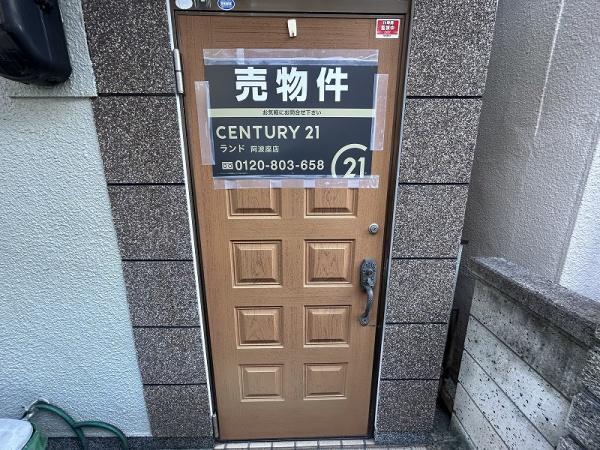 売物件
お気軽にお問合せ下さい
CENTURY 21
ランド 阿波座店
0120-803-658
21